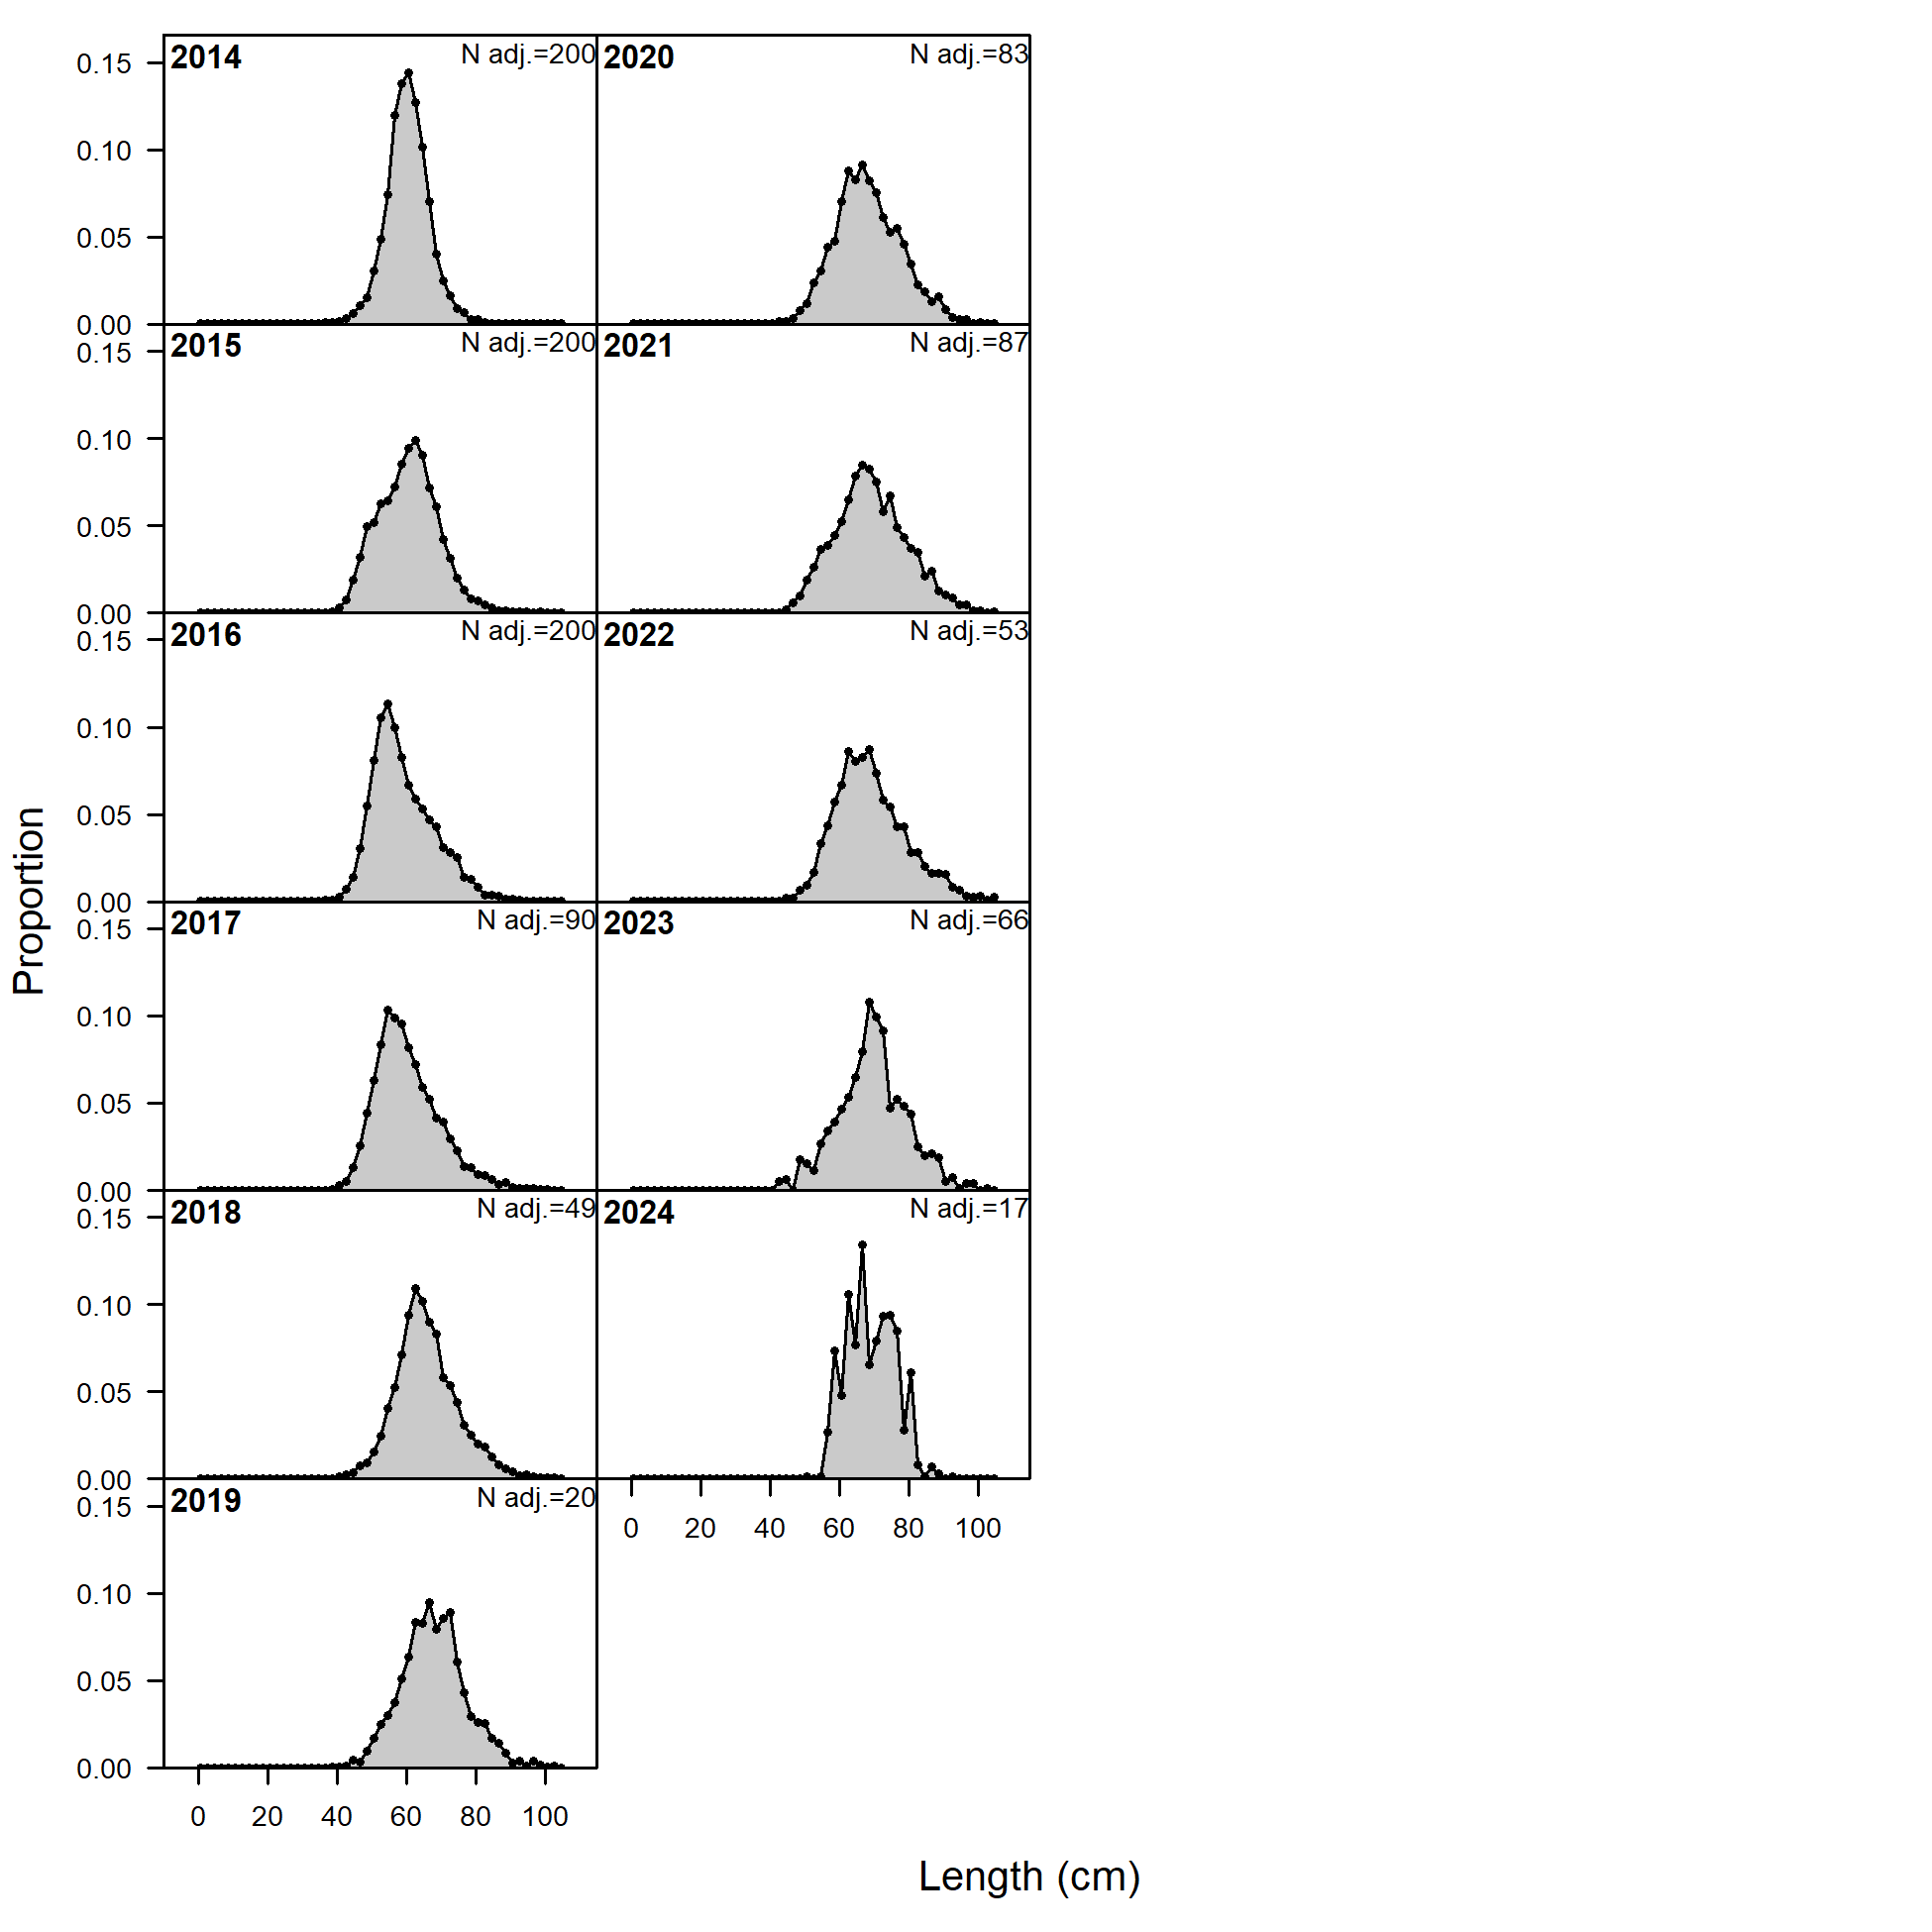 2014 N adj.=200
0.15
0.10
0.05
0.00
2015 N adj.=200
0.15
0.10
0.05
0.00
2016 N adj.=200
0.15
0.10
0.05
0.00
2017 N adj.=90
0.15
0.10
0.05
0.00
2018 N adj.=49
0.15
0.10
0.05
0.00
2019 N adj.=20
0.15
0.10
0.05
0.00
0 20 40 60 80 100
2020 N adj.=83
2021 N adj.=87
2022 N adj.=53
2023 N adj.=66
2024 N adj.=17
0 20 40 60 80 100
Proportion
Length (cm)